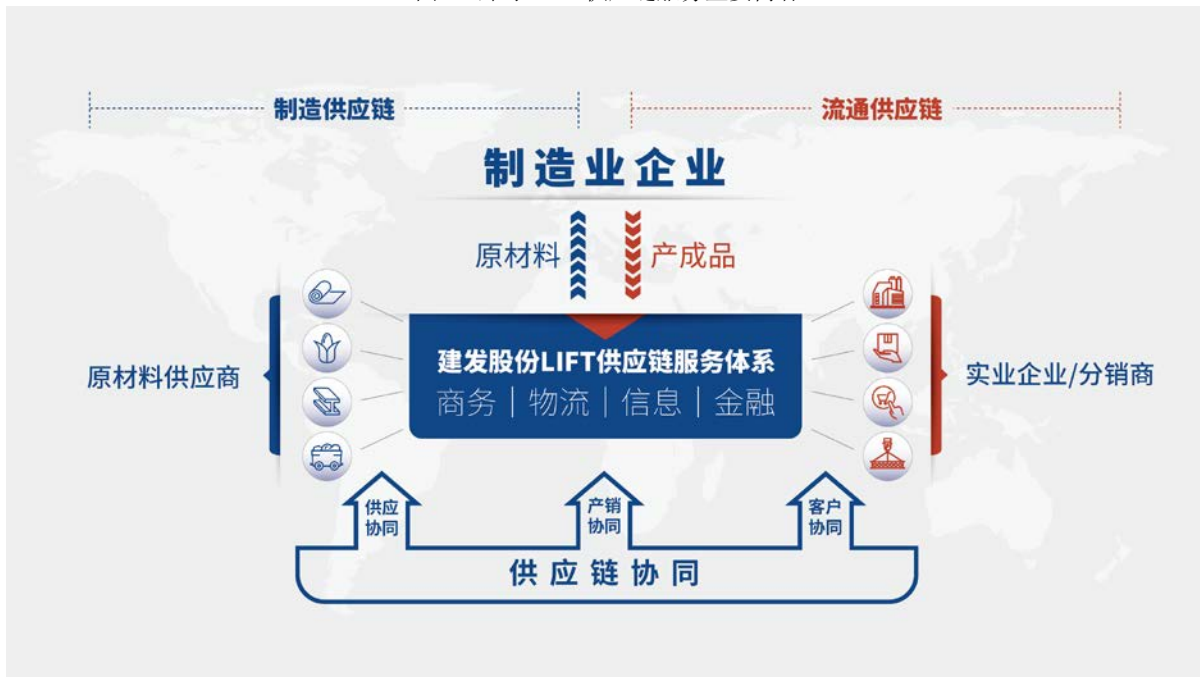 制造供应链
流通供应链
制造业企业
原材料
产成品
原材料供应商
建发股份LIFT供应链服务体系
商务｜物流｜信息｜金融
实业企业/分销商
供应
协同
产销
协同
客户
协同
供应链协同